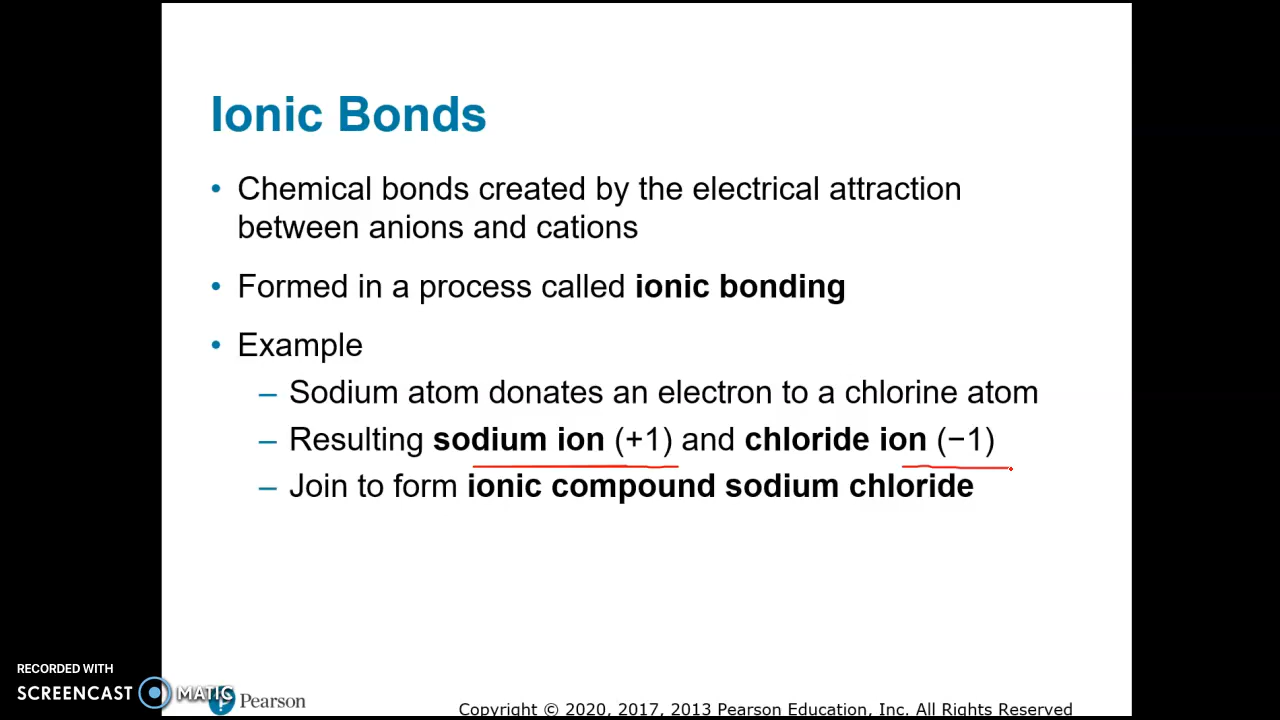 Ionic Bonds
• Chemical bonds created by the electrical attraction
between anions and cations
• Formed in a process called ionic bonding
• Example
– Sodium atom donates an electron to a chlorine atom
– Resulting sodium ion (+1) and chloride ion (−1)
– Join to form ionic compound sodium chloride
RECORDED WITH
SCREENCAST MATIC
Pearson
Copyright © 2020, 2017, 2013 Pearson Education, Inc. All Rights Reserved